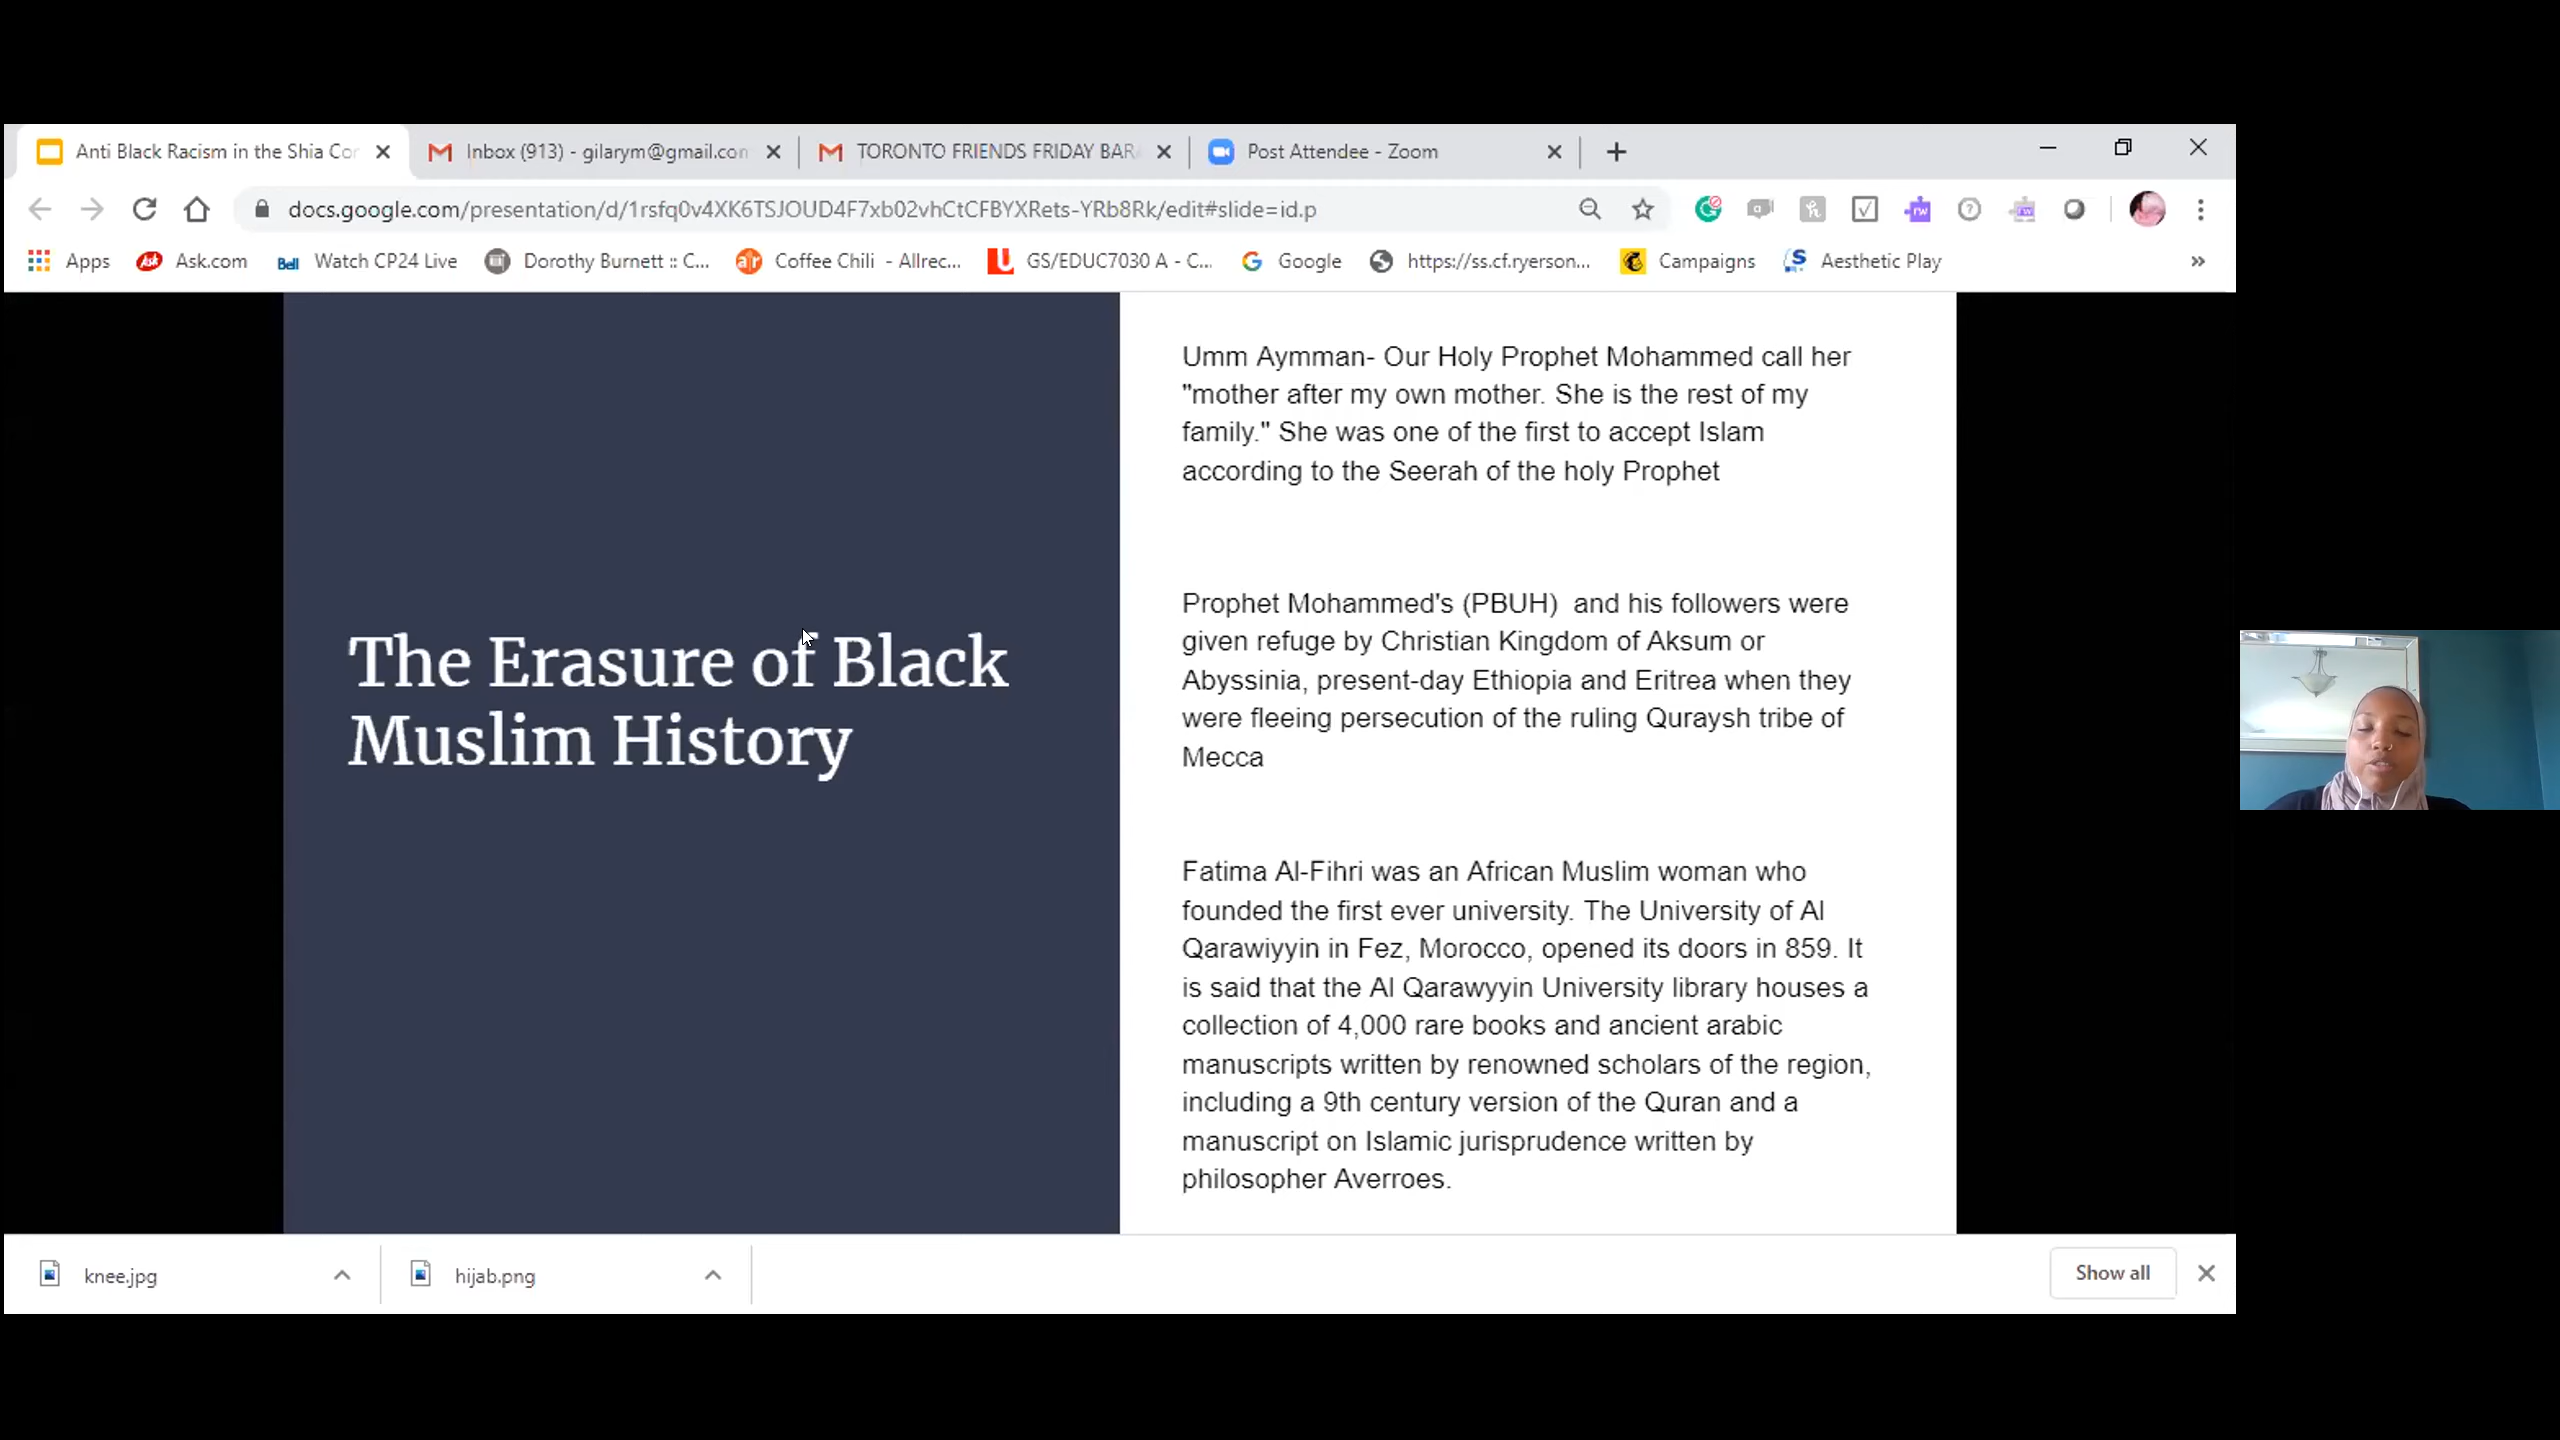 Anti Black Racism in the Shia Cor
Inbox (913) - gilarym@gmail.con
TORONTO FRIENDS FRIDAY BAR
Post Attendee - Zoom
docs.google.com/presentation/d/1rsfq0v4XK6TSJOUD4F7xb02vhCtCFBYXRets-YRb8Rk/edit#slide=id.p
Apps
Ask
Ask.com
Bell
Watch CP24 Live
Dorothy Burnett :: C...
ar
Coffee Chili - Allrec...
GS/EDUC7030 A - C...
Google
https://ss.cf.ryerson...
Campaigns
Aesthetic Play
The Erasure of Black
Muslim History
Umm Aymman- Our Holy Prophet Mohammed call her
"mother after my own mother. She is the rest of my
family." She was one of the first to accept Islam
according to the Seerah of the holy Prophet
Prophet Mohammed's (PBUH)  and his followers were
given refuge by Christian Kingdom of Aksum or
Abyssinia, present-day Ethiopia and Eritrea when they
were fleeing persecution of the ruling Quraysh tribe of
Mecca
Fatima Al-Fihri was an African Muslim woman who
founded the first ever university. The University of Al
Qarawiyyin in Fez, Morocco, opened its doors in 859. It
is said that the Al Qarawyyin University library houses a
collection of 4,000 rare books and ancient arabic
manuscripts written by renowned scholars of the region,
including a 9th century version of the Quran and a
manuscript on Islamic jurisprudence written by
philosopher Averroes.
knee.jpg
hijab.png
Show all